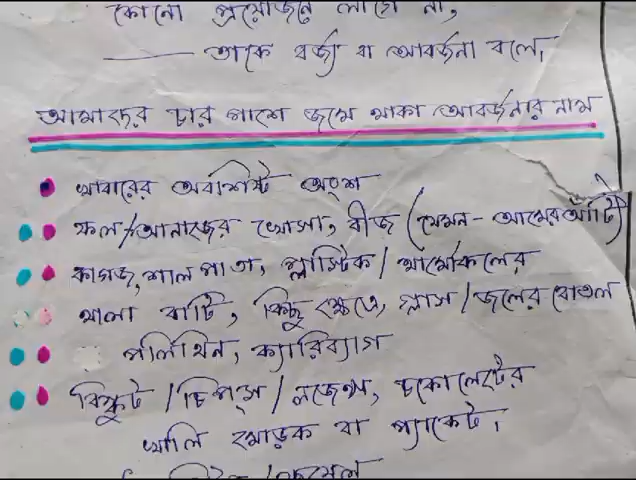 কোনো প্রয়োজনে লাগে না,
তাকে বর্জ্য বা আবর্জনা বলে,
আমাদের চার পাশে জমে থাকা আবর্জনার নাম
খাবারের অবশিষ্ট অংশ
ফল/আনাজের খোসা, বীজ (যেমন - আমের আঁটি)
কাগজ, শাল পাতা, প্লাস্টিক / থার্মোকলের
থালা বাটি, কিছু ক্ষেত্রে, গ্লাস / জলের বোতল
পলিথিন, ক্যারিব্যাগ
বিস্কুট / চিপস্ / লজেন্স, চকোলেটের
খালি মোড়ক বা প্যাকেট।